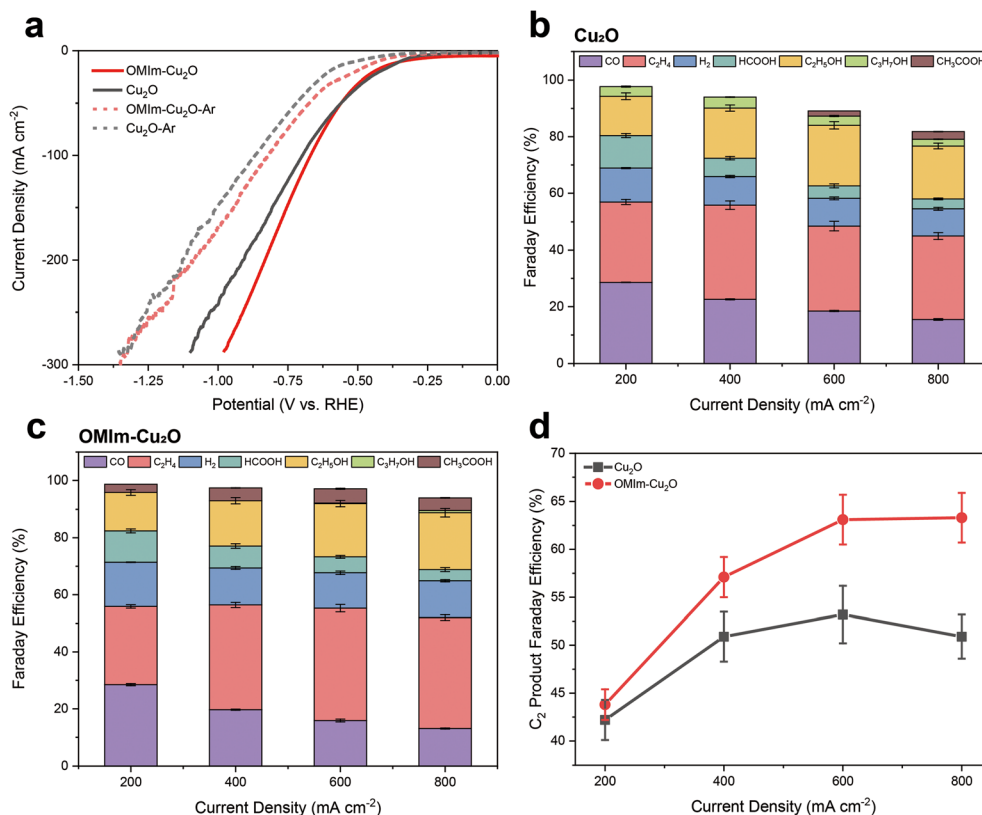 a
OMIm-Cu₂O
Cu₂O
OMIm-Cu₂O-Ar
Cu₂O-Ar
Current Density (mA cm⁻²)
0
-100
-200
-300
-1.50 -1.25 -1.00 -0.75 -0.50 -0.25 0.00
Potential (V vs. RHE)
b
Cu₂O
CO C₂H₄ H₂ HCOOH C₂H₅OH C₃H₇OH CH₃COOH
Faraday Efficiency (%)
100
80
60
40
20
0
200 400 600 800
Current Density (mA cm⁻²)
c
OMIm-Cu₂O
CO C₂H₄ H₂ HCOOH C₂H₅OH C₃H₇OH CH₃COOH
Faraday Efficiency (%)
100
80
60
40
20
0
200 400 600 800
Current Density (mA cm⁻²)
d
Cu₂O
OMIm-Cu₂O
C₂ Product Faraday Efficiency (%)
70
65
60
55
50
45
40
200 400 600 800
Current Density (mA cm⁻²)